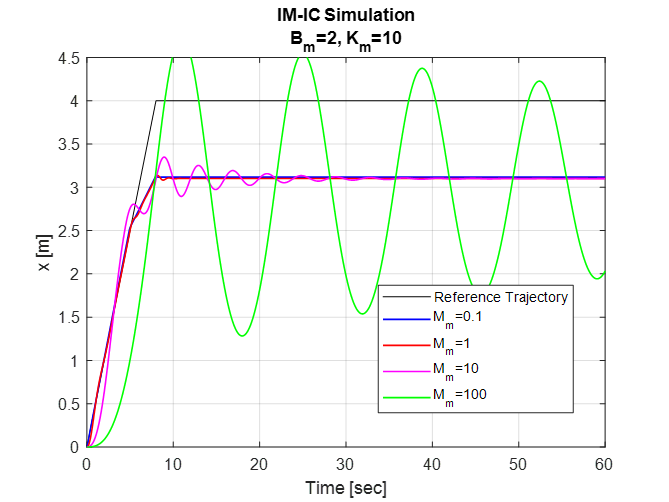 IM-IC Simulation
Bm=2, Km=10
4.5
4
3.5
3
2.5
2
1.5
1
0.5
0
x [m]
Reference Trajectory
Mm=0.1
Mm=1
Mm=10
Mm=100
0 10 20 30 40 50 60
Time [sec]